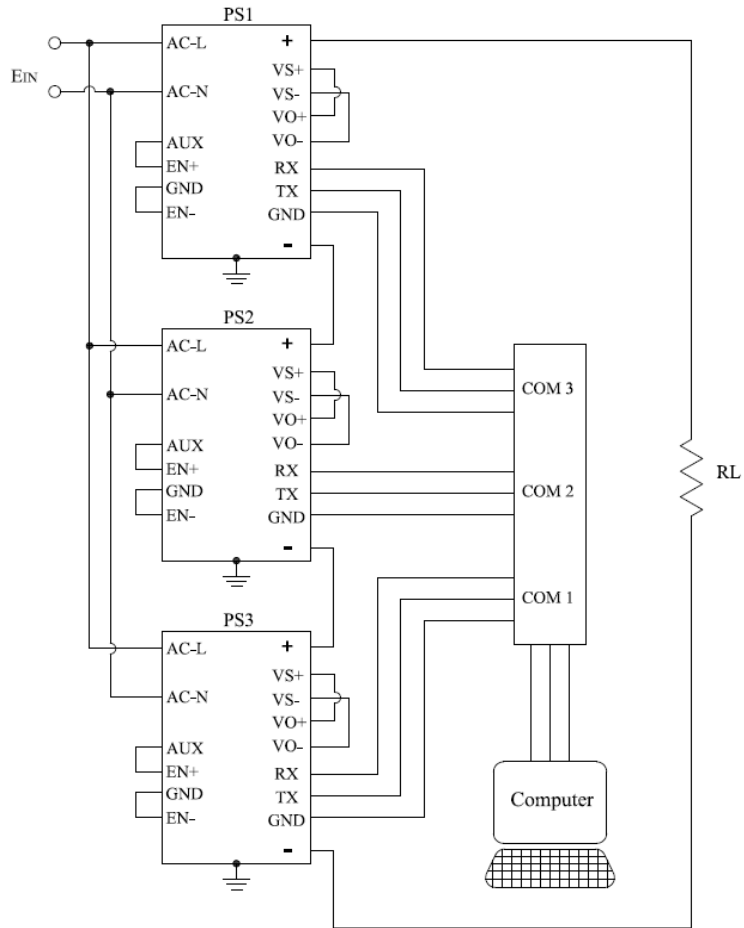 PS1
AC-L
+
EIN
AC-N
VS+
VS-
VO+
VO-
AUX
EN+
GND
EN-
RX
TX
GND
-
PS2
AC-L
+
AC-N
VS+
VS-
VO+
VO-
AUX
EN+
GND
EN-
RX
TX
GND
-
PS3
AC-L
+
AC-N
VS+
VS-
VO+
VO-
AUX
EN+
GND
EN-
RX
TX
GND
-
COM 3
COM 2
COM 1
RL
Computer